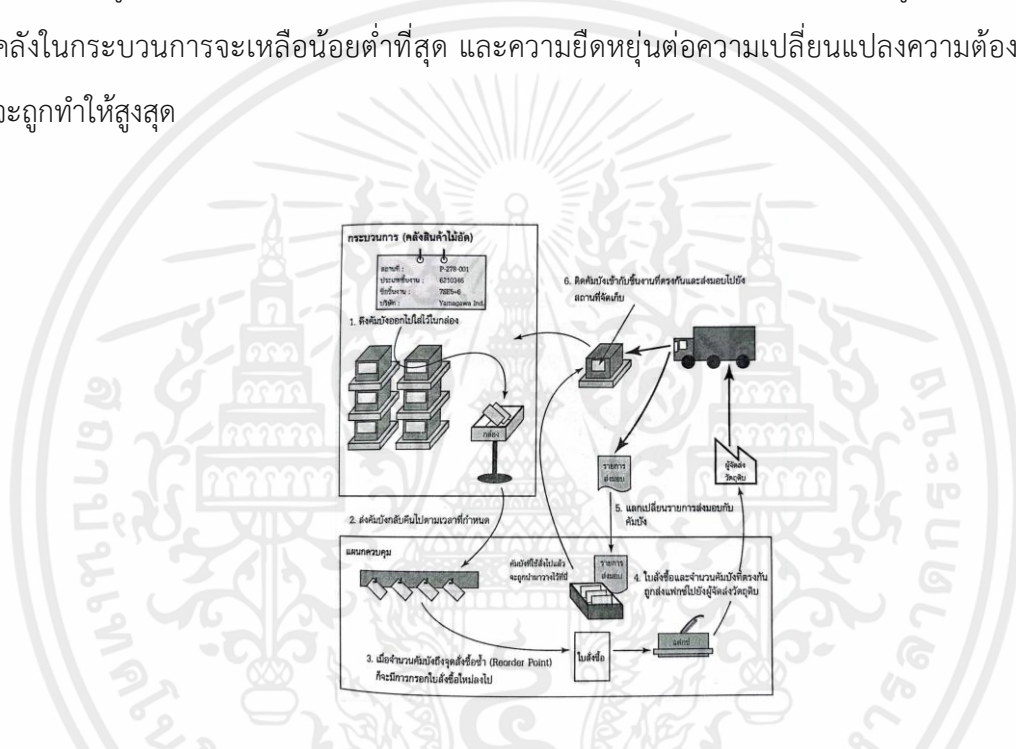 คลังในกระบวนการจะเหลือน้อยต่ำที่สุด และความยืดหยุ่นต่อความเปลี่ยนแปลงความต้อง
จะถูกทำให้สูงสุด
กระบวนการ (คลังสินค้าไม้อัด)
สถานที่ : P-278-001
ประเภทชิ้นงาน : 6210346
ชื่อชิ้นงาน :
บริษัท : Yamagawa Ind.
1. ดึงคัมบังออกไปใส่ไว้ในกล่อง
กล่อง
6. ติดคัมบังเข้ากับชิ้นงานที่ตรงกันและส่งมอบไปยัง
สถานที่จัดเก็บ
รายการ
ส่งมอบ
ผู้จัดส่ง
วัตถุดิบ
2. ส่งคัมบังกลับคืนไปตามเวลาที่กำหนด
5. แลกเปลี่ยนรายการส่งมอบกับ
คัมบัง
แผนกควบคุม
คัมบังที่ใช้สั่งไปแล้ว
จะถูกนำมาวางไว้ที่นี่
รายการ
ส่งมอบ
4. ใบสั่งซื้อและจำนวนคัมบังที่ตรงกัน
ถูกส่งแฟกซ์ไปยังผู้จัดส่งวัตถุดิบ
3. เมื่อจำนวนคัมบังถึงจุดสั่งซื้อซ้ำ (Reorder Point)
ก็จะมีการกรอกใบสั่งซื้อใหม่ลงไป
ใบสั่งซื้อ
แฟกซ์